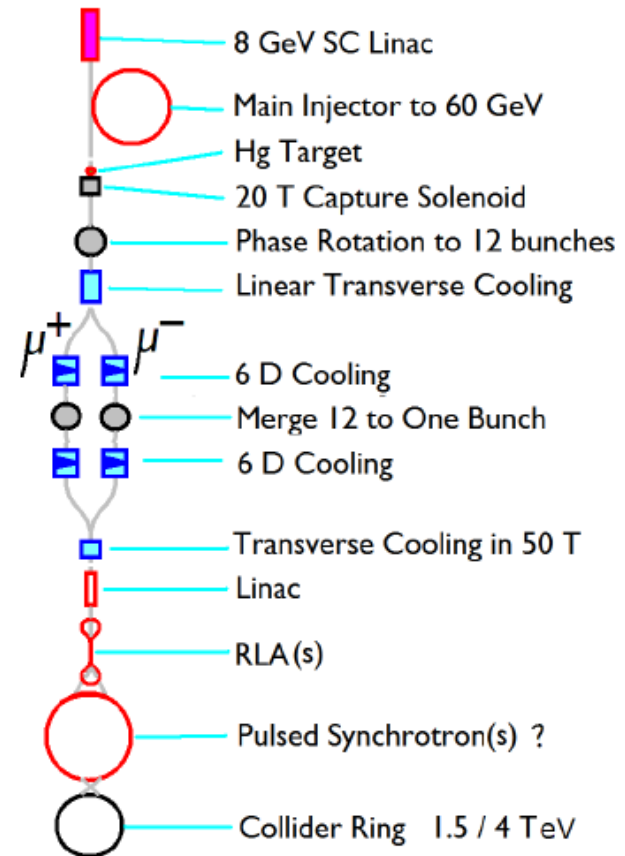 8 GeV SC Linac
Main Injector to 60 GeV
Hg Target
20 T Capture Solenoid
Phase Rotation to 12 bunches
Linear Transverse Cooling
μ+ μ−
6 D Cooling
Merge 12 to One Bunch
6 D Cooling
Transverse Cooling in 50 T
Linac
RLA(s)
Pulsed Synchrotron(s) ?
Collider Ring 1.5 / 4 TeV